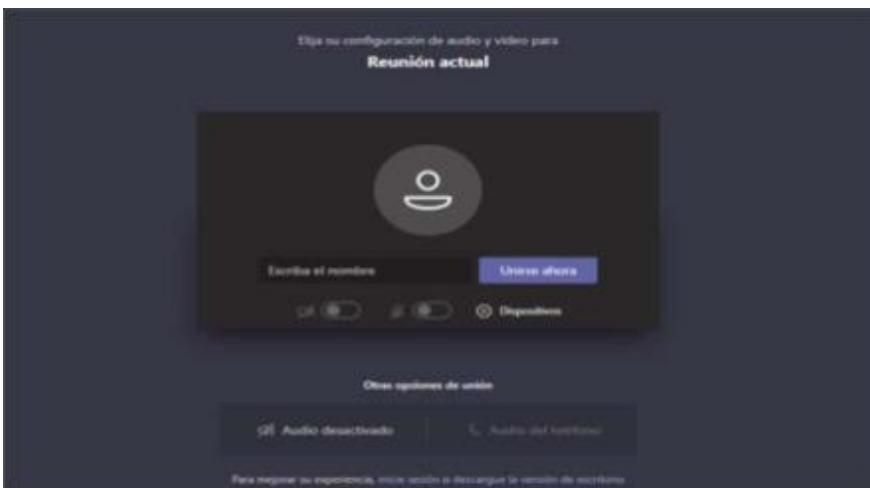 Elija su configuración de audio y vídeo para
Reunión actual
Escriba el nombre
Unirse ahora
Dispositivos
Otras opciones de unión
Audio desactivado
Audio del teléfono
Para mejorar su experiencia, inicie sesión o descargue la versión de escritorio